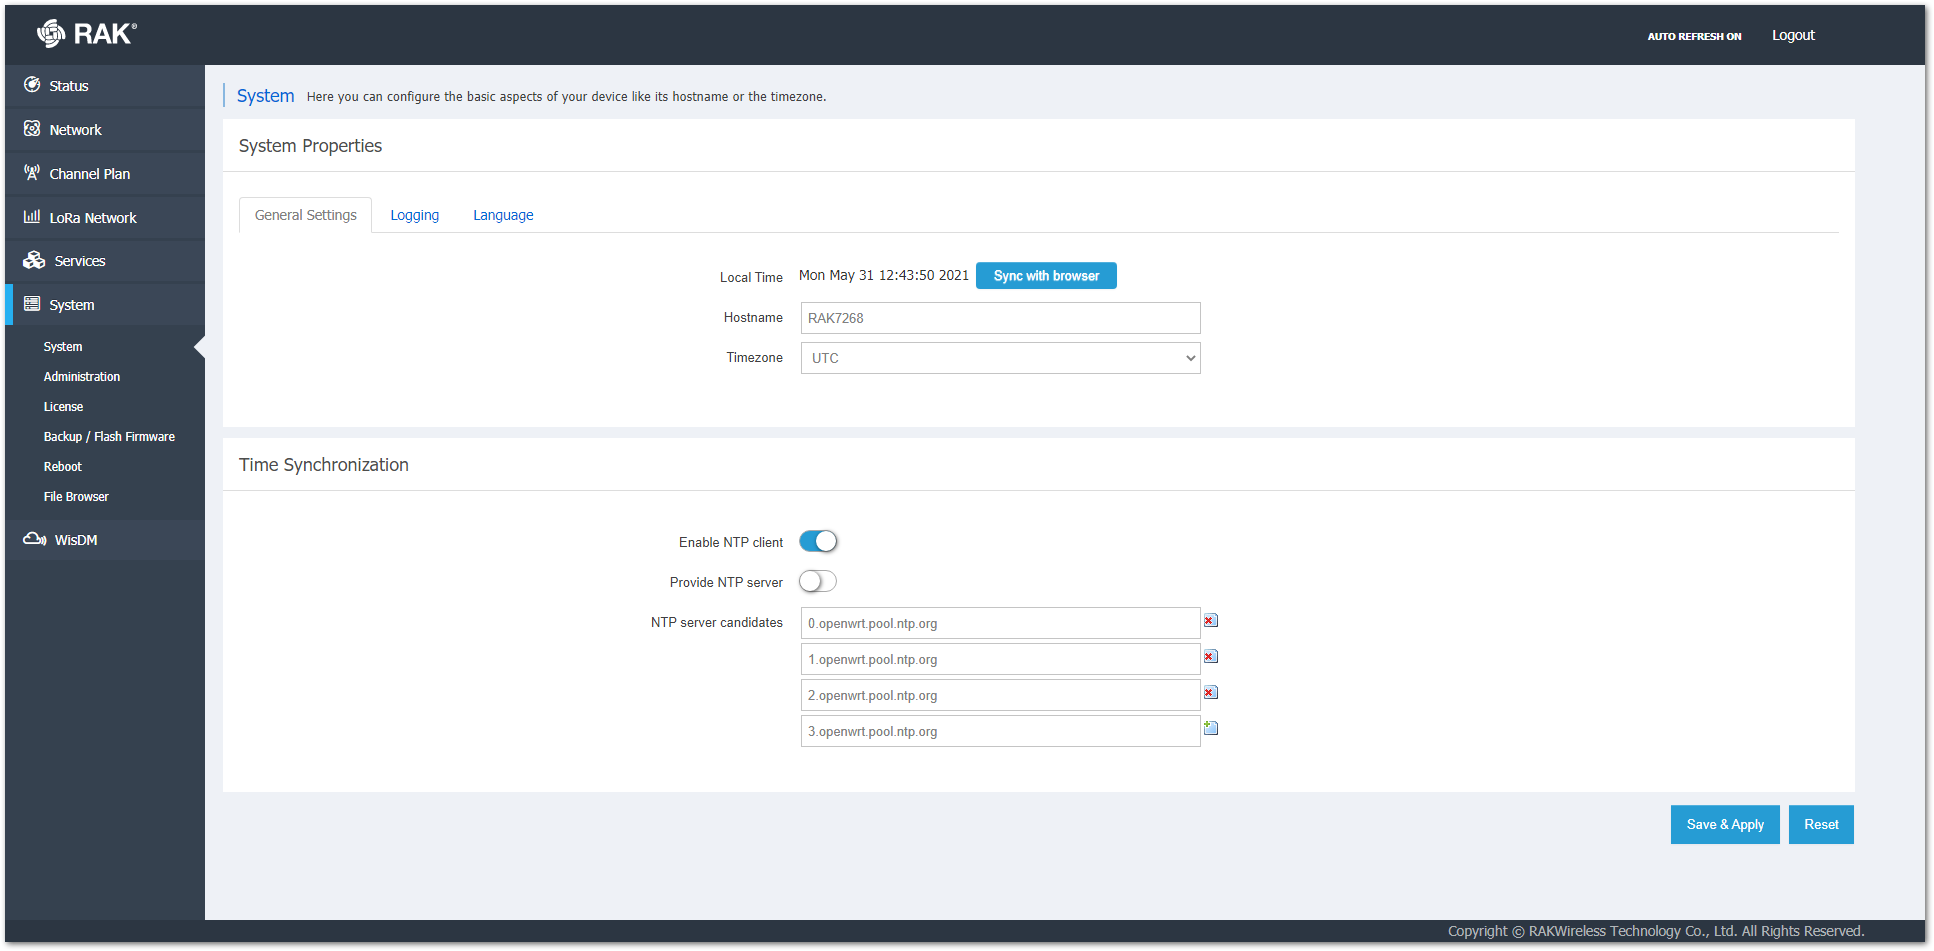 RAK®
AUTO REFRESH ON
Logout
Status
Network
Channel Plan
LoRa Network
Services
System
System
Administration
License
Backup / Flash Firmware
Reboot
File Browser
WisDM
System Here you can configure the basic aspects of your device like its hostname or the timezone.
System Properties
General Settings Logging Language
Local Time Mon May 31 12:43:50 2021 Sync with browser
Hostname RAK7268
Timezone UTC
Time Synchronization
Enable NTP client
Provide NTP server
NTP server candidates 0.openwrt.pool.ntp.org
1.openwrt.pool.ntp.org
2.openwrt.pool.ntp.org
3.openwrt.pool.ntp.org
Save & Apply Reset
Copyright © RAKWireless Technology Co., Ltd. All Rights Reserved.